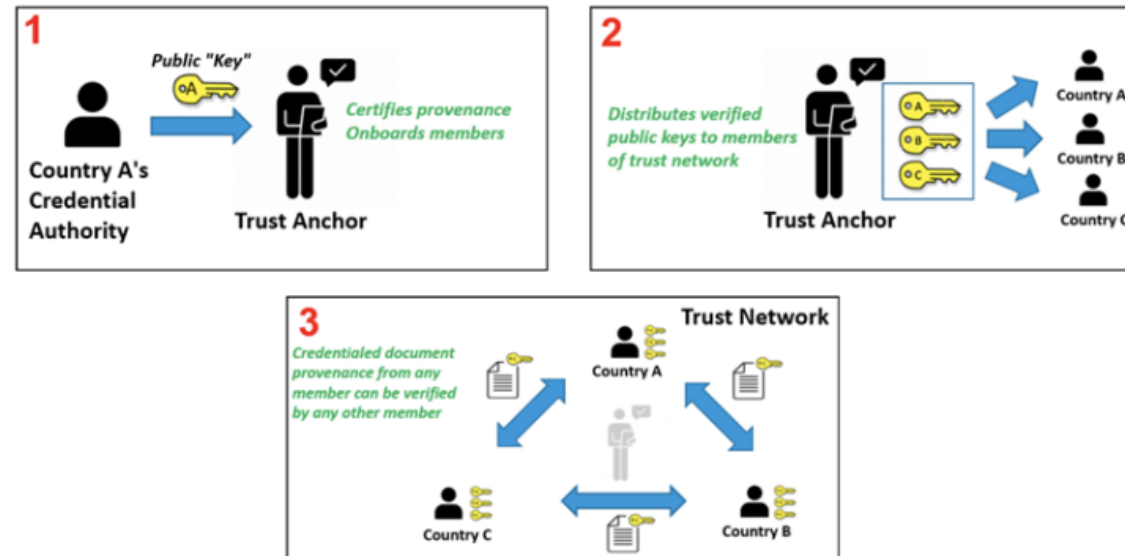 1
Public "Key"
A
Certifies provenance
Onboards members
Country A's
Credential
Authority
Trust Anchor
2
Distributes verified
public keys to members
of trust network
A
B
C
Trust Anchor
Country A
Country B
Country C
3
Trust Network
Credentialed document
provenance from any
member can be verified
by any other member
Country A
Country C
Country B